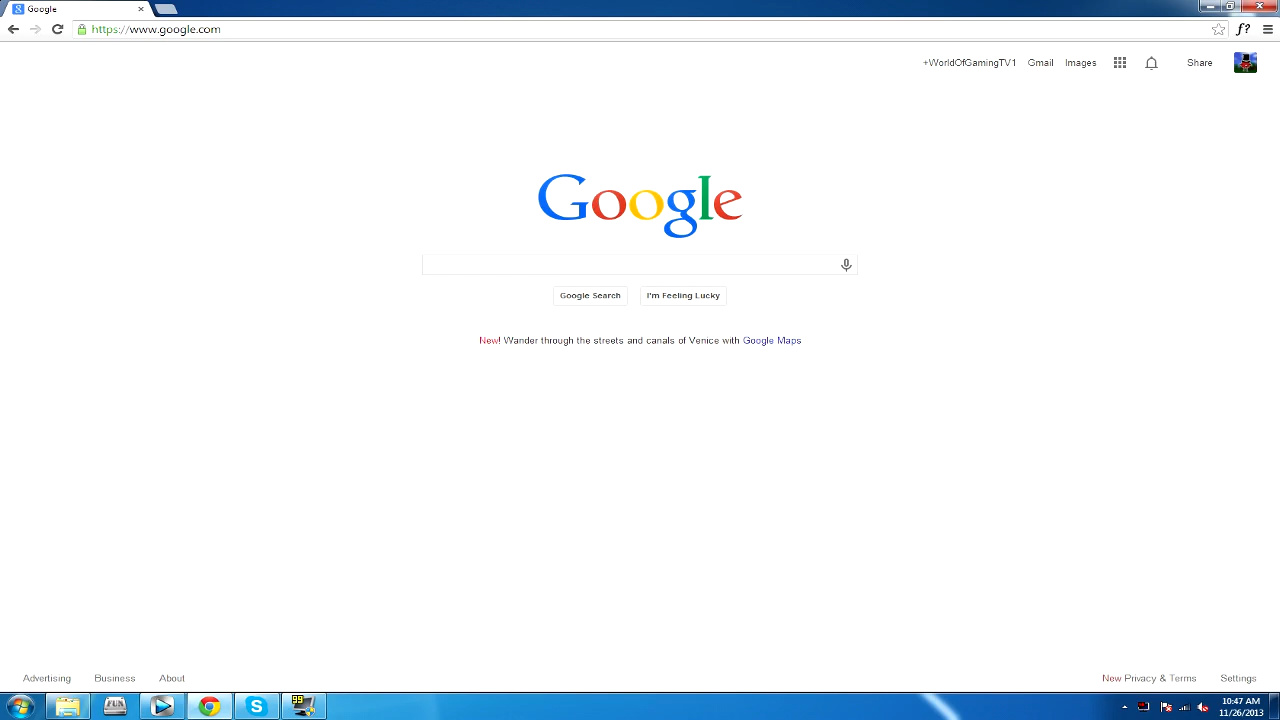 Google
https://www.google.com
f?
+WorldOfGamingTV1 Gmail Images Share
Google
Google Search I'm Feeling Lucky
New! Wander through the streets and canals of Venice with Google Maps
Advertising Business About New Privacy & Terms Settings
FUN
99
10:47 AM
11/26/2013